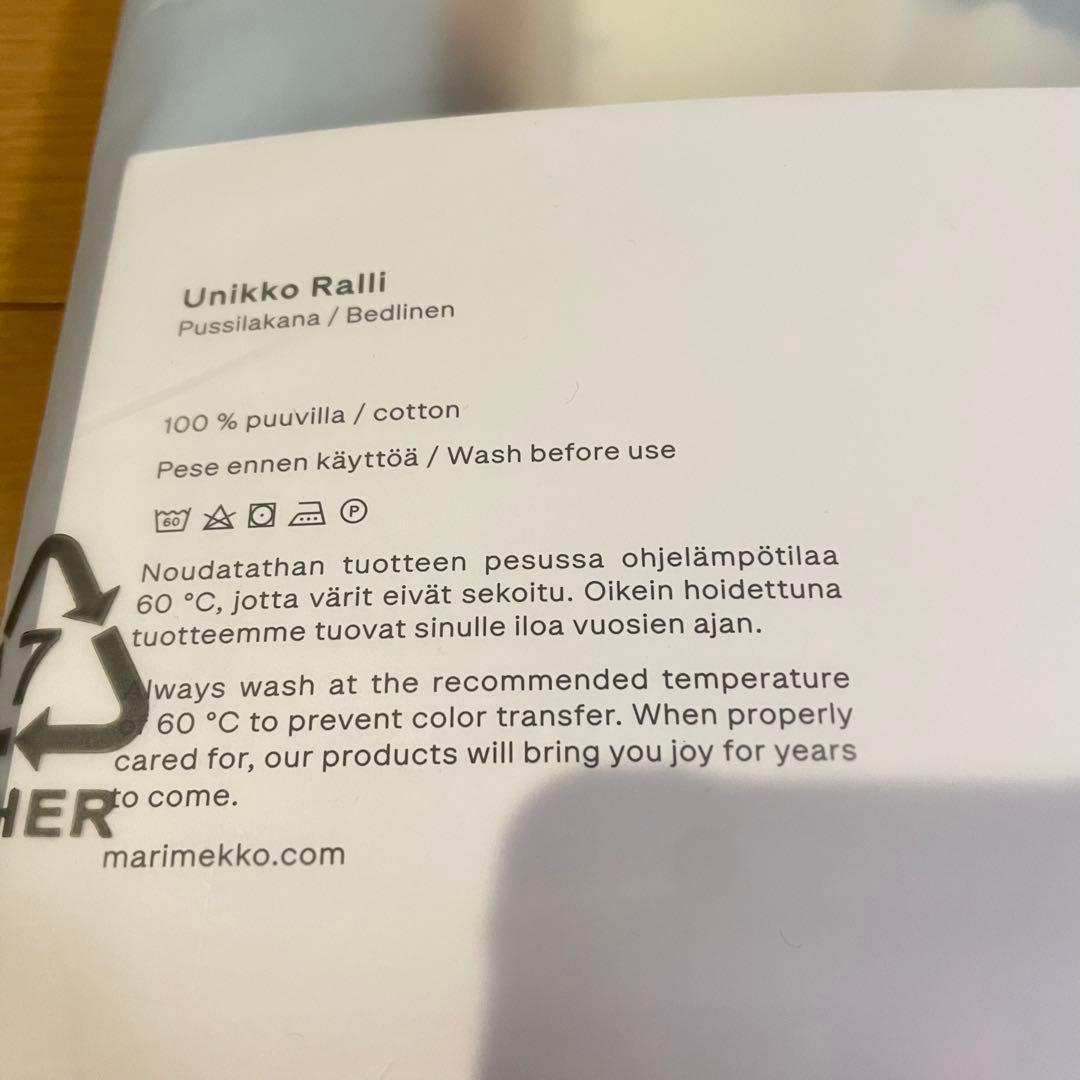 Unikko Ralli
Pussilakana / Bedlinen
100 % puuvilla / cotton
Pese ennen käyttöä / Wash before use
60 P
Noudatathan tuotteen pesussa ohjelämpötilaa
60 °C, jotta värit eivät sekoitu. Oikein hoidettuna
tuotteemme tuovat sinulle iloa vuosien ajan.
Always wash at the recommended temperature
of 60 °C to prevent color transfer. When properly
cared for, our products will bring you joy for years
to come.
marimekko.com
7
HER